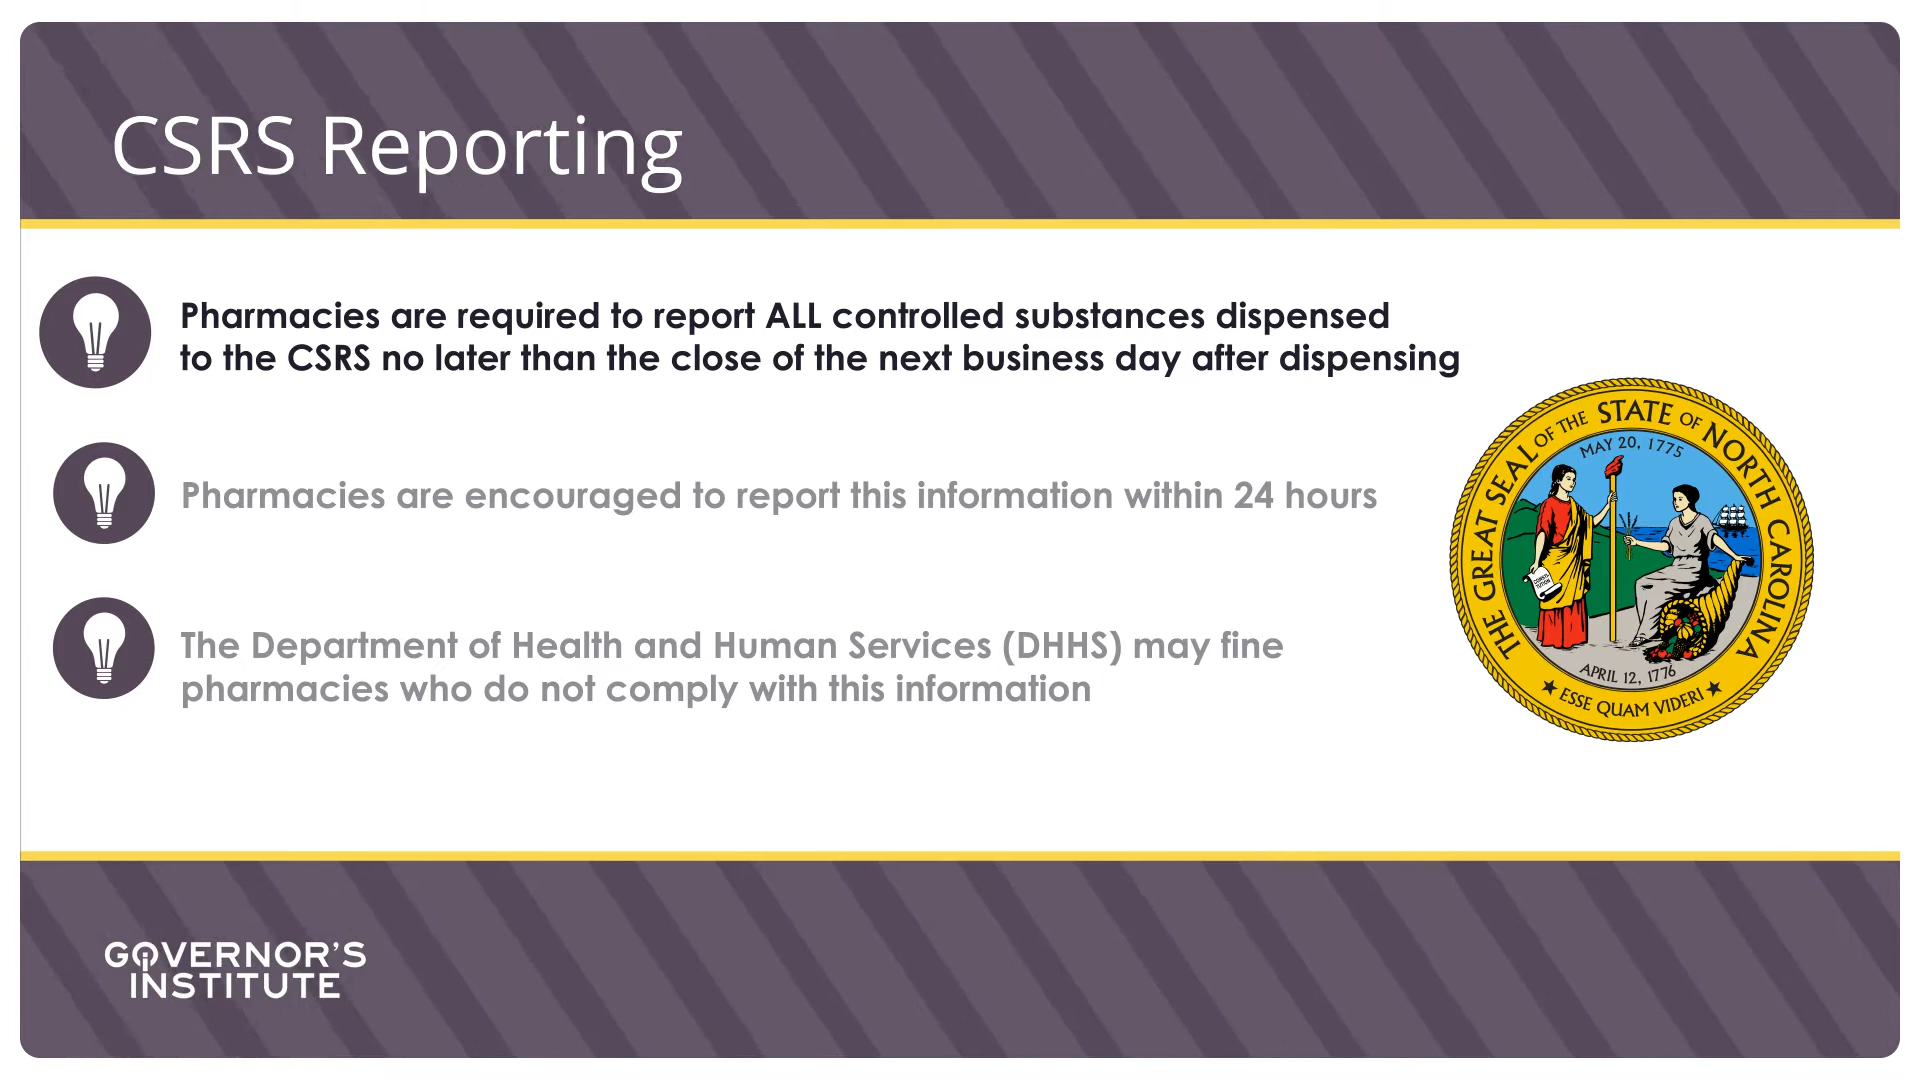 CSRS Reporting
Pharmacies are required to report ALL controlled substances dispensed
to the CSRS no later than the close of the next business day after dispensing
Pharmacies are encouraged to report this information within 24 hours
The Department of Health and Human Services (DHHS) may fine
pharmacies who do not comply with this information
THE GREAT SEAL OF THE STATE OF NORTH CAROLINA
MAY 20, 1775
CONSTI-
TUTION
APRIL 12, 1776
★ ESSE QUAM VIDERI ★
GOVERNOR'S
INSTITUTE